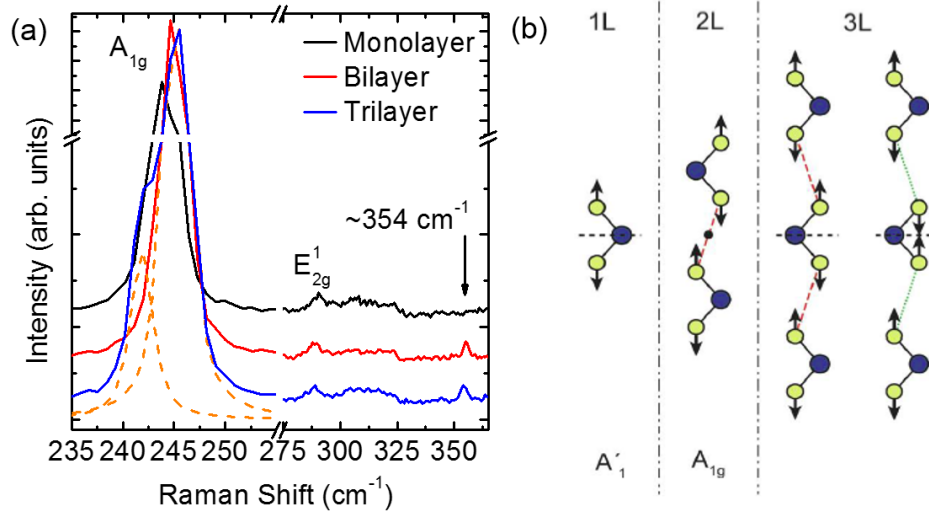 (a)
A1g
Monolayer
Bilayer
Trilayer
~354 cm-1
E2g1
Intensity (arb. units)
235 240 245 250 275 300 325 350
Raman Shift (cm-1)
(b)
1L 2L 3L
A´1 A1g